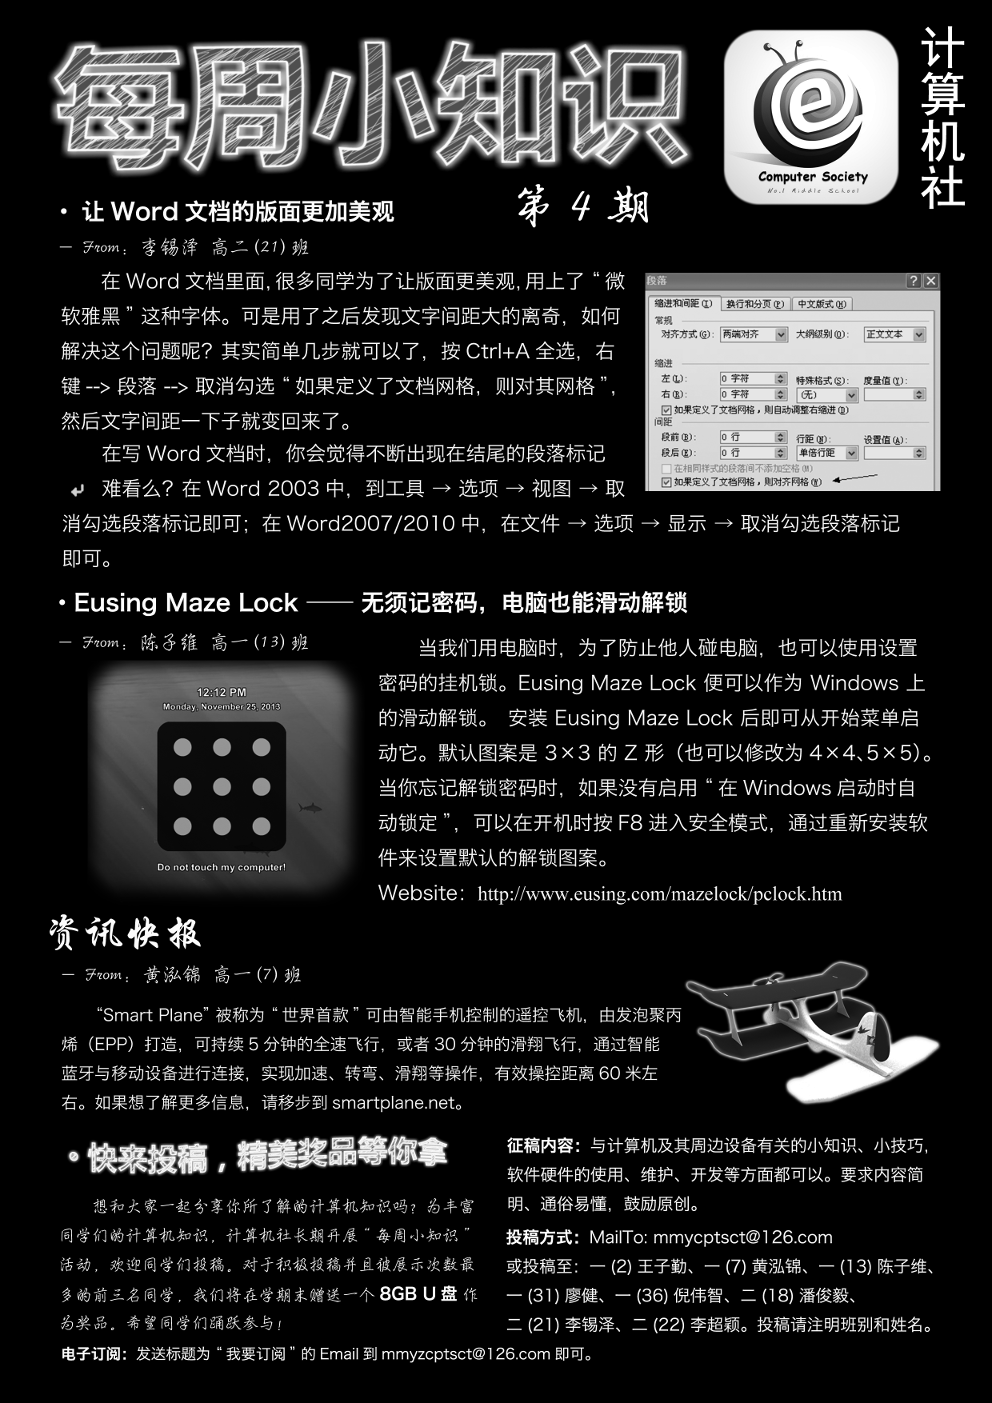 每周小知识
计算机社
Computer Society
No.1 Middle School
第 4 期
• 让 Word 文档的版面更加美观
— From：李锡泽 高二 (21) 班
在 Word 文档里面, 很多同学为了让版面更美观, 用上了 “ 微
软雅黑 ” 这种字体。可是用了之后发现文字间距大的离奇，如何
解决这个问题呢？其实简单几步就可以了，按 Ctrl+A 全选，右
键 --> 段落 --> 取消勾选 “ 如果定义了文档网格，则对其网格 ”，
然后文字间距一下子就变回来了。
段落
缩进和间距(I) 换行和分页(P) 中文版式(H)
常规
对齐方式(G): 两端对齐 大纲级别(O): 正文文本
缩进
左(L): 0 字符 特殊格式(S): 度量值(Y):
右(R): 0 字符 (无)
如果定义了文档网格，则自动调整右缩进(D)
间距
段前(B): 0 行 行距(N): 设置值(A):
段后(E): 0 行 单倍行距
在相同样式的段落间不添加空格(M)
如果定义了文档网格，则对齐网格(W)
在写 Word 文档时，你会觉得不断出现在结尾的段落标记
↵ 难看么？在 Word 2003 中，到工具 → 选项 → 视图 → 取
消勾选段落标记即可；在 Word2007/2010 中，在文件 → 选项 → 显示 → 取消勾选段落标记
即可。
• Eusing Maze Lock —— 无须记密码，电脑也能滑动解锁
— From：陈子维 高一 (13) 班
12:12 PM
Monday, November 25, 2013
Do not touch my computer!
当我们用电脑时，为了防止他人碰电脑，也可以使用设置
密码的挂机锁。Eusing Maze Lock 便可以作为 Windows 上
的滑动解锁。 安装 Eusing Maze Lock 后即可从开始菜单启
动它。默认图案是 3×3 的 Z 形（也可以修改为 4×4、5×5）。
当你忘记解锁密码时，如果没有启用 “ 在 Windows 启动时自
动锁定 ”，可以在开机时按 F8 进入安全模式，通过重新安装软
件来设置默认的解锁图案。
Website：http://www.eusing.com/mazelock/pclock.htm
资讯快报
— From：黄泓锦 高一 (7) 班
“Smart Plane” 被称为 “ 世界首款 ” 可由智能手机控制的遥控飞机，由发泡聚丙
烯（EPP）打造，可持续 5 分钟的全速飞行，或者 30 分钟的滑翔飞行，通过智能
蓝牙与移动设备进行连接，实现加速、转弯、滑翔等操作，有效操控距离 60 米左
右。如果想了解更多信息，请移步到 smartplane.net。
• 快来投稿，精美奖品等你拿
想和大家一起分享你所了解的计算机知识吗？为丰富
同学们的计算机知识，计算机社长期开展 “ 每周小知识 ”
活动，欢迎同学们投稿。对于积极投稿并且被展示次数最
多的前三名同学，我们将在学期末赠送一个 8GB U 盘 作
为奖品。希望同学们踊跃参与！
电子订阅：发送标题为 “ 我要订阅 ” 的 Email 到 mmyzcptsct@126.com 即可。
征稿内容：与计算机及其周边设备有关的小知识、小技巧，
软件硬件的使用、维护、开发等方面都可以。要求内容简
明、通俗易懂，鼓励原创。
投稿方式：MailTo: mmycptsct@126.com
或投稿至：一 (2) 王子勤、一 (7) 黄泓锦、一 (13) 陈子维、
一 (31) 廖健、一 (36) 倪伟智、二 (18) 潘俊毅、
二 (21) 李锡泽、二 (22) 李超颖。投稿请注明班别和姓名。